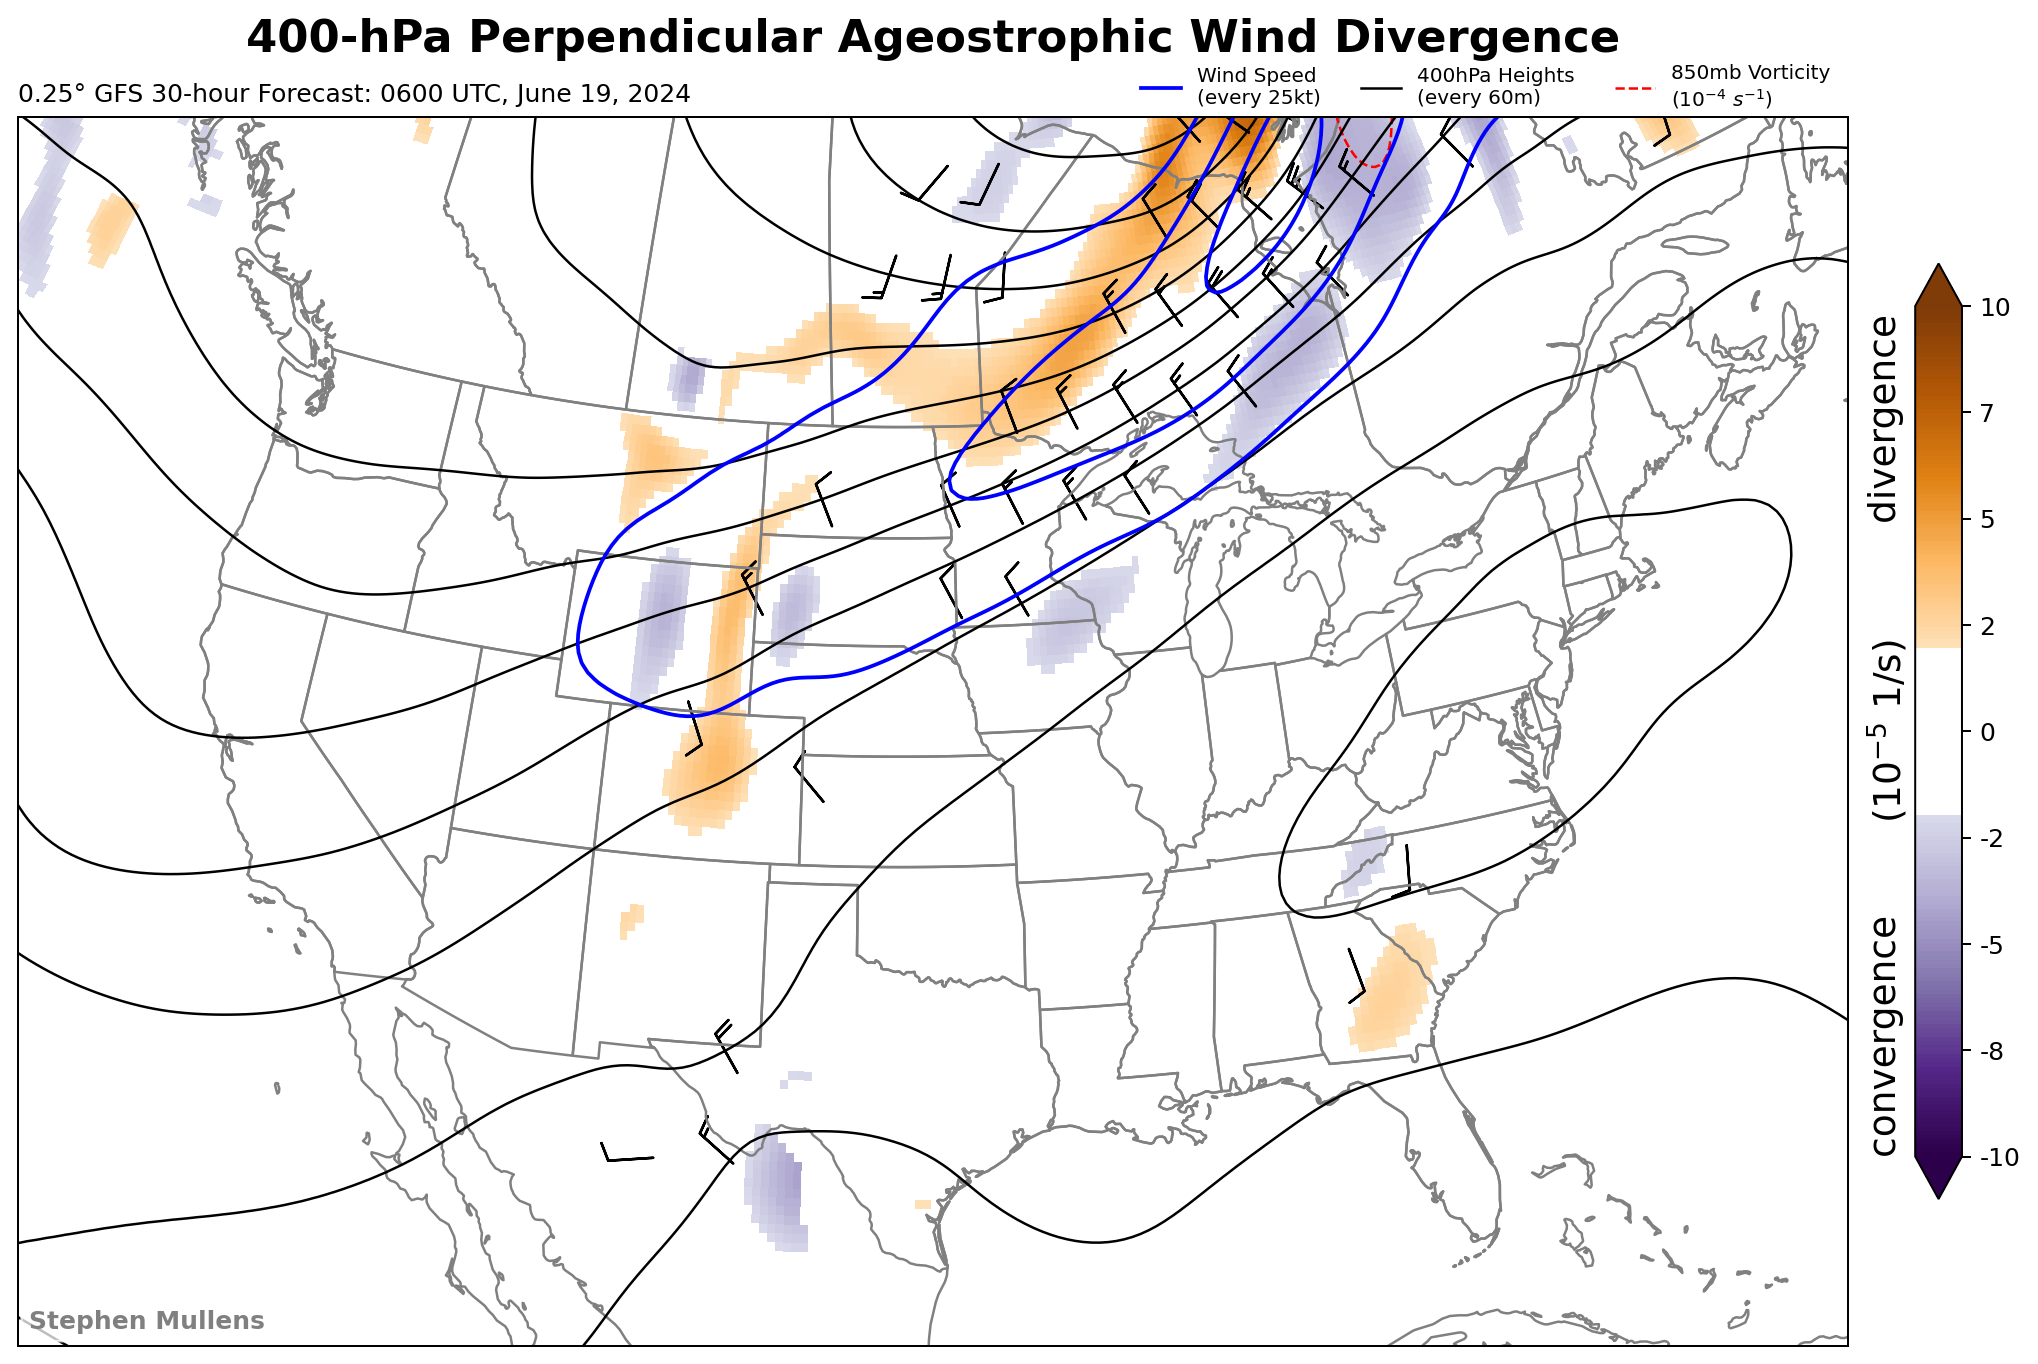 400-hPa Perpendicular Ageostrophic Wind Divergence
0.25° GFS 30-hour Forecast: 0600 UTC, June 19, 2024
Wind Speed
(every 25kt)
400hPa Heights
(every 60m)
850mb Vorticity
(10⁻⁴ s⁻¹)
10
7
5
2
0
-2
-5
-8
-10
convergence (10⁻⁵ 1/s) divergence
Stephen Mullens